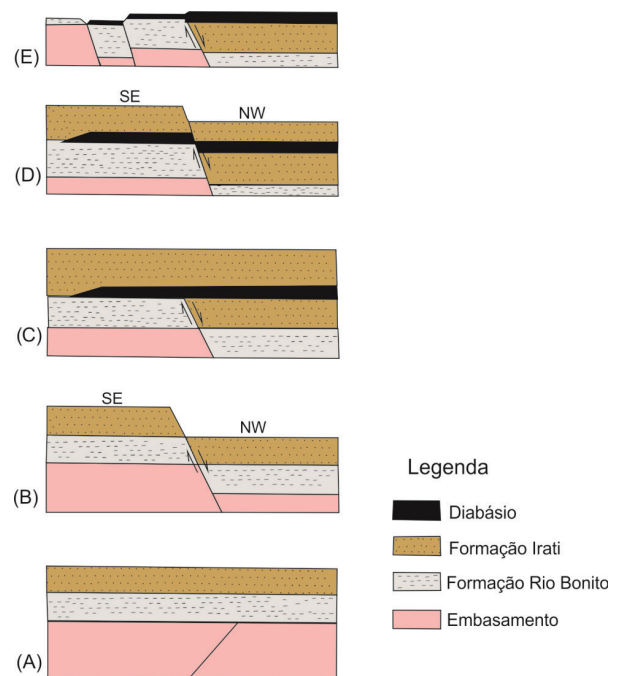 (E)
SE
NW
(D)
(C)
SE
NW
(B)
(A)
Legenda
Diabásio
Formação Irati
Formação Rio Bonito
Embasamento